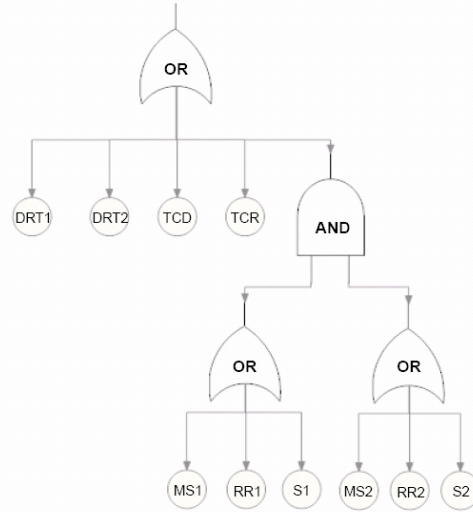 OR
DRT1 DRT2 TCD TCR
AND
OR OR
MS1 RR1 S1 MS2 RR2 S2